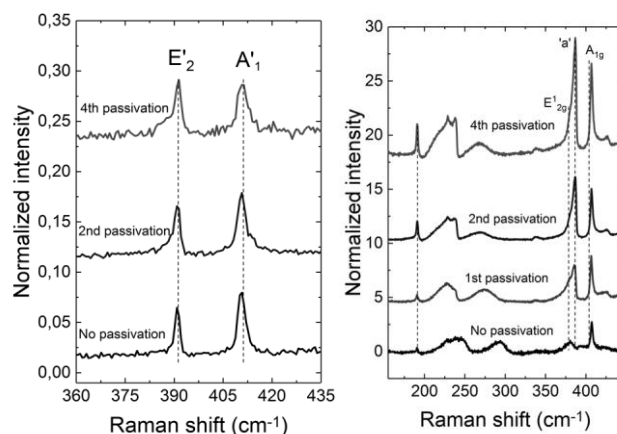 0,35
0,30
0,25
0,20
0,15
0,10
0,05
0,00
Normalized intensity
E'2
A'1
4th passivation
2nd passivation
No passivation
360
375
390
405
420
435
Raman shift (cm-1)
30
25
20
15
10
5
0
Normalized intensity
'a'
A1g
E12g
4th passivation
2nd passivation
1st passivation
No passivation
200
250
300
350
400
Raman shift (cm-1)